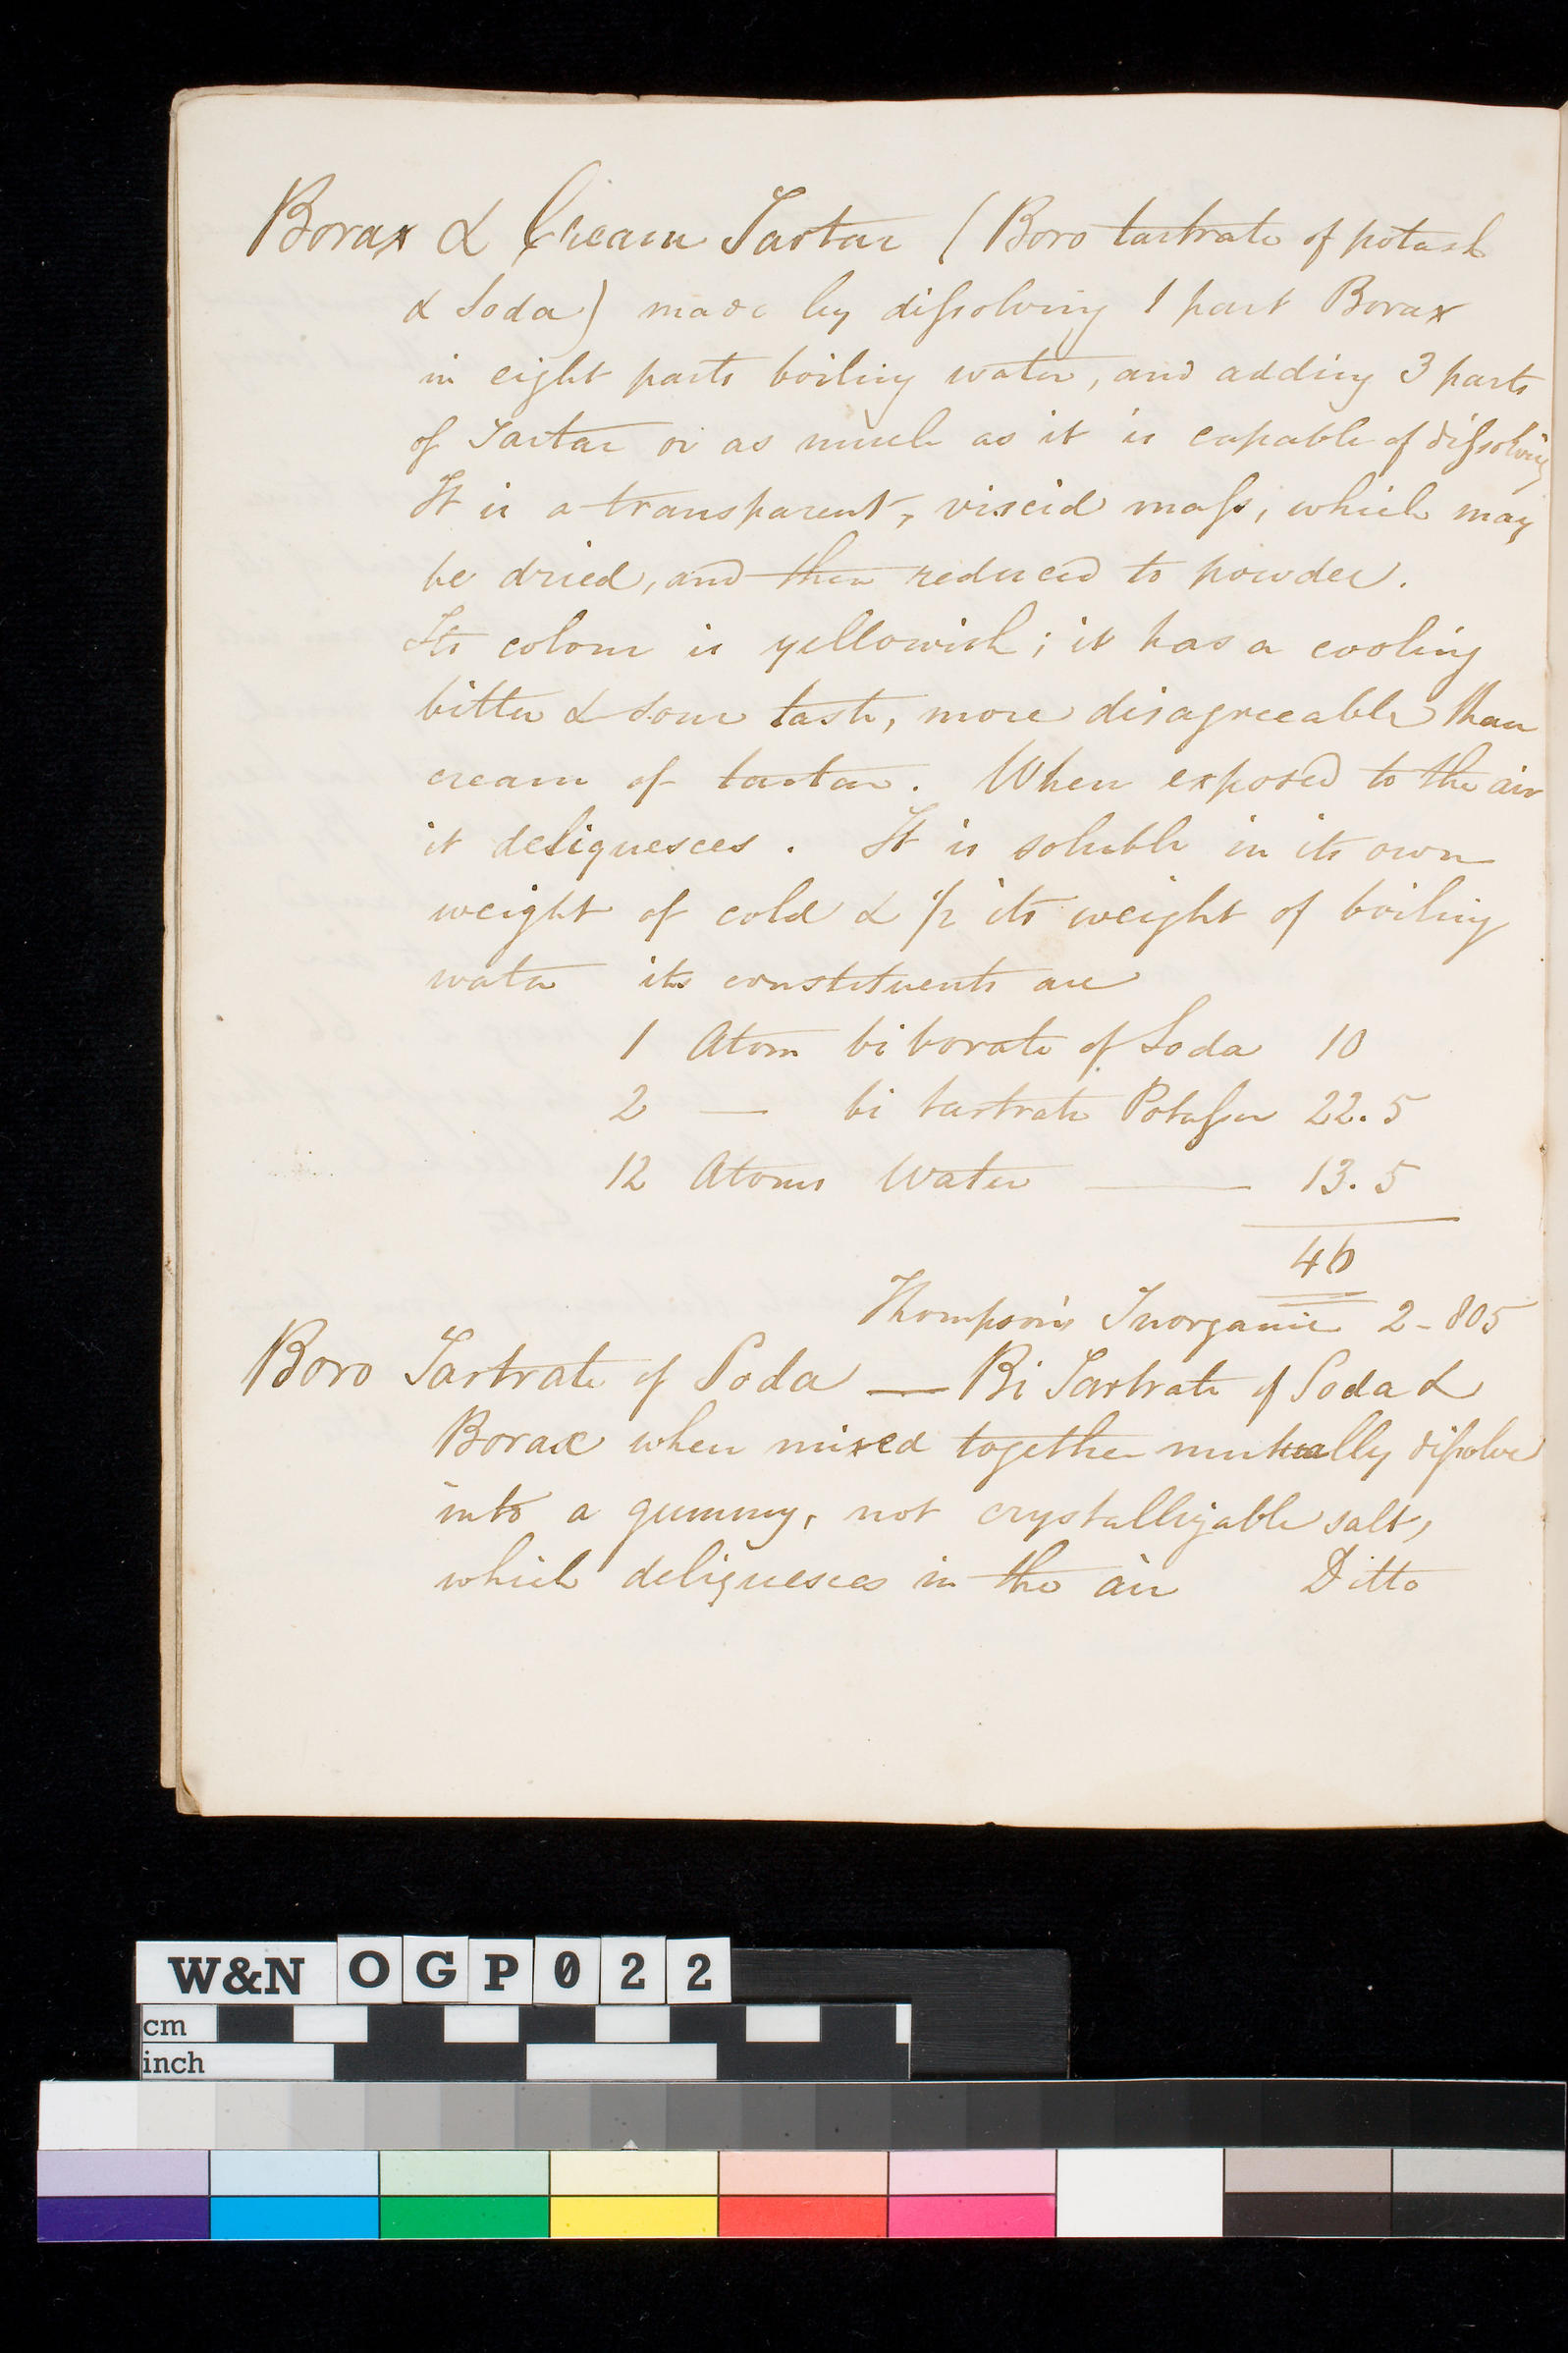 Borax & Cream Tartar (Boro tartrate of potash
& Soda) made by dissolving 1 part Borax
in eight parts boiling water, and adding 3 parts
of Tartar or as much as it is capable of dissolving
It is a transparent, viscid mass, which may
be dried, and then reduced to powder.
Its colour is yellowish; it has a cooling
bitter & sour taste, more disagreeable than
cream of tartar. When exposed to the air
it deliquesces. It is soluble in its own
weight of cold & 1/2 its weight of boiling
water its constituents are
1 Atom bi borate of Soda 10
2 — bi tartrate Potassa 22.5
12 Atoms Water — 13.5
46
Thompson's Inorganic 2-805
Boro Tartrate of Soda — Bi Tartrate of Soda &
Borax when mixed together mutually dissolve
into a gummy, not crystallizable salt,
which deliquesces in the air Ditto
W&N OGP022
cm
inch